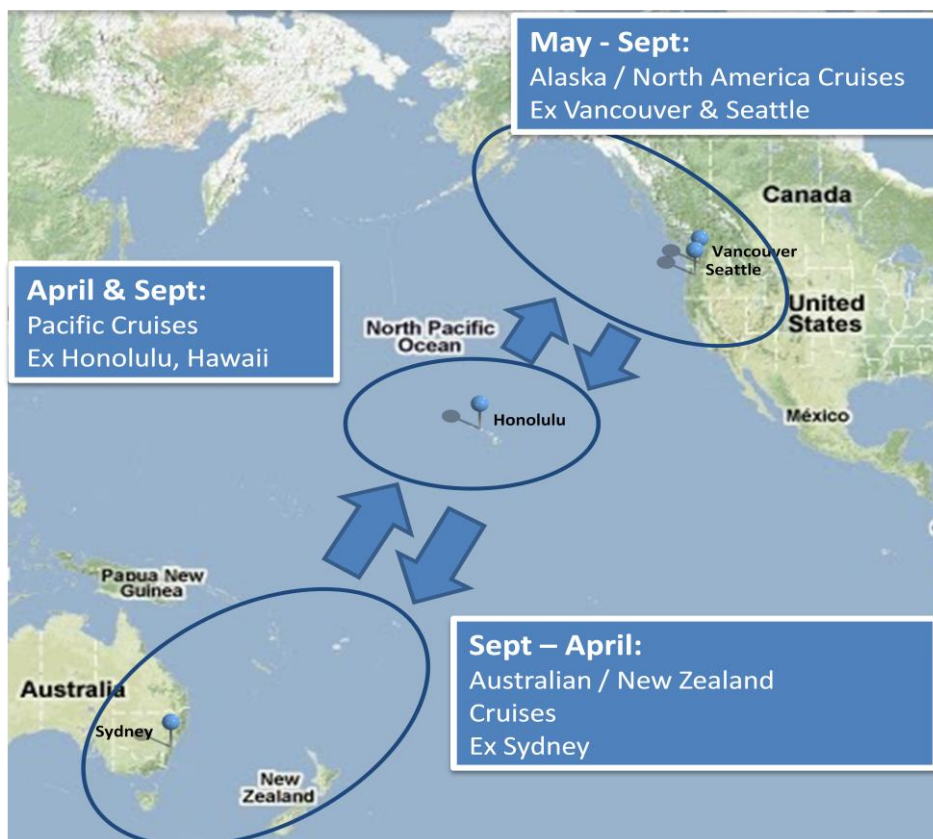 May - Sept:
Alaska / North America Cruises
Ex Vancouver & Seattle
Canada
Vancouver
Seattle
April & Sept:
Pacific Cruises
Ex Honolulu, Hawaii
United
States
North Pacific
Ocean
Honolulu
México
Papua New
Guinea
Sept – April:
Australian / New Zealand
Cruises
Ex Sydney
Australia
Sydney
New
Zealand